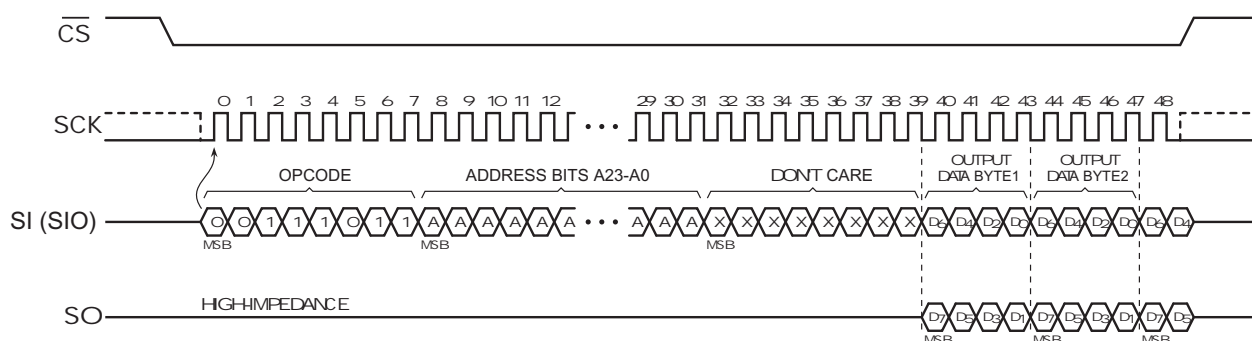 CS
0 1 2 3 4 5 6 7 8 9 10 11 12 29 30 31 32 33 34 35 36 37 38 39 40 41 42 43 44 45 46 47 48
SCK
OPCODE ADDRESS BITS A23-A0 DON'T CARE OUTPUT DATA BYTE1 OUTPUT DATA BYTE2
SI (SIO) 0 0 1 1 1 0 1 1 A A A A A A A A A X X X X X X X X D6 D4 D2 D0 D6 D4 D2 D0 D6 D4
MSB MSB MSB
HIGH-IMPEDANCE
SO D7 D5 D3 D1 D7 D5 D3 D1 D7 D5
MSB MSB MSB